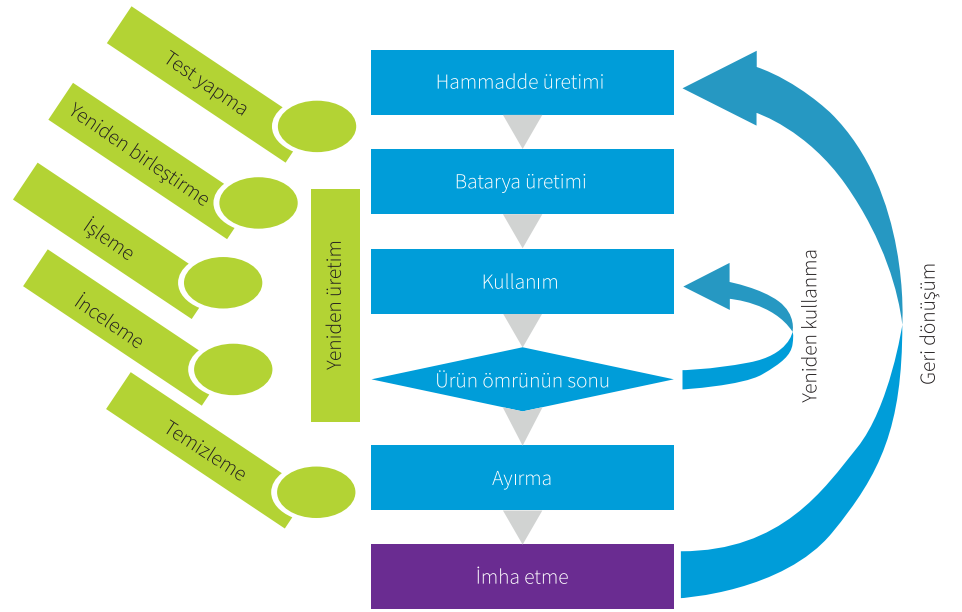 Test yapma
Yeniden birleştirme
İşleme
İnceleme
Temizleme
Yeniden üretim
Hammadde üretimi
Batarya üretimi
Kullanım
Ürün ömrünün sonu
Ayırma
İmha etme
Yeniden kullanma
Geri dönüşüm